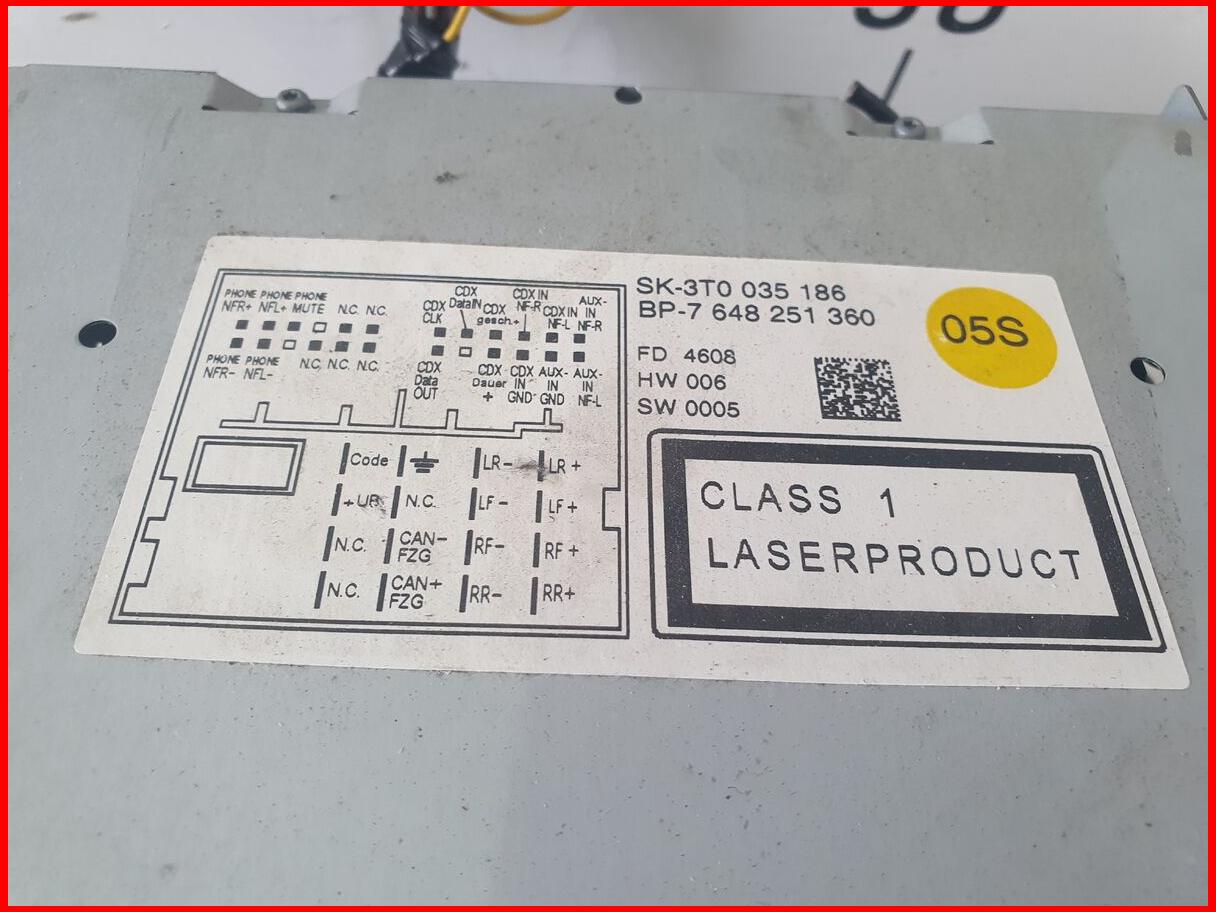 PHONE PHONE PHONE
NFR+ NFL+ MUTE N.C. N.C.
PHONE PHONE
NFR- NFL- N.C. N.C. N.C.
CDX
CLK
CDX
DataIN
CDX
gesch.+
CDX IN
NF-R
CDX IN
NF-L
AUX-
IN
NF-R
CDX
Data
OUT
CDX
Dauer
+
CDX
IN
GND
AUX-
IN
GND
AUX-
IN
NF-L
Code LR- LR+
+UB N.C. LF- LF+
N.C. CAN- FZG RF- RF+
N.C. CAN+ FZG RR- RR+
SK-3T0 035 186
BP-7 648 251 360
FD 4608
HW 006
SW 0005
05S
CLASS 1
LASERPRODUCT